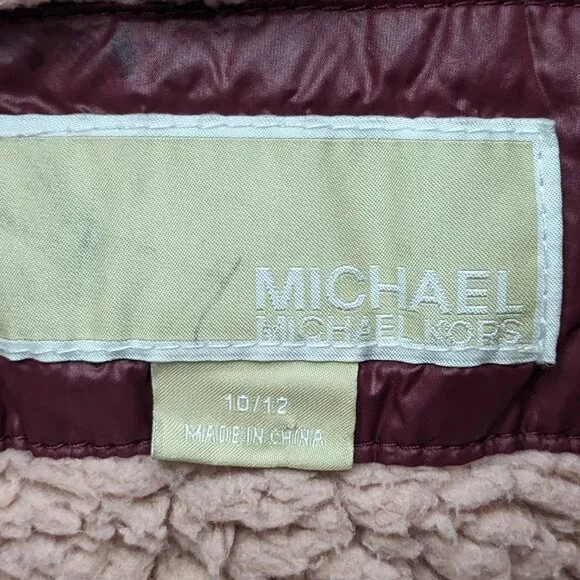 MICHAEL
MICHAEL KORS
10/12
MADE IN CHINA